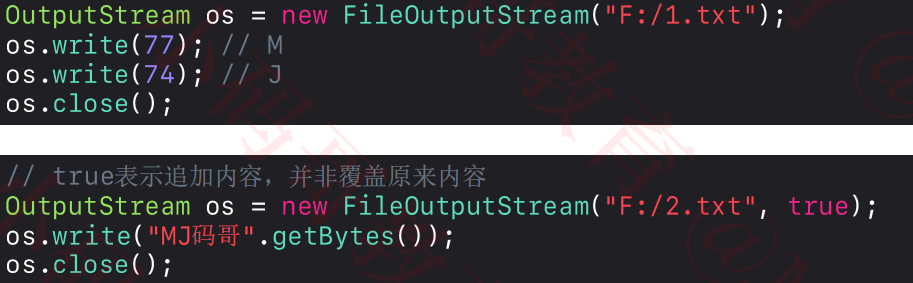 OutputStream os = new FileOutputStream("F:/1.txt");
os.write(77); // M
os.write(74); // J
os.close();
// true表示追加内容，并非覆盖原来内容
OutputStream os = new FileOutputStream("F:/2.txt", true);
os.write("MJ码哥".getBytes());
os.close();